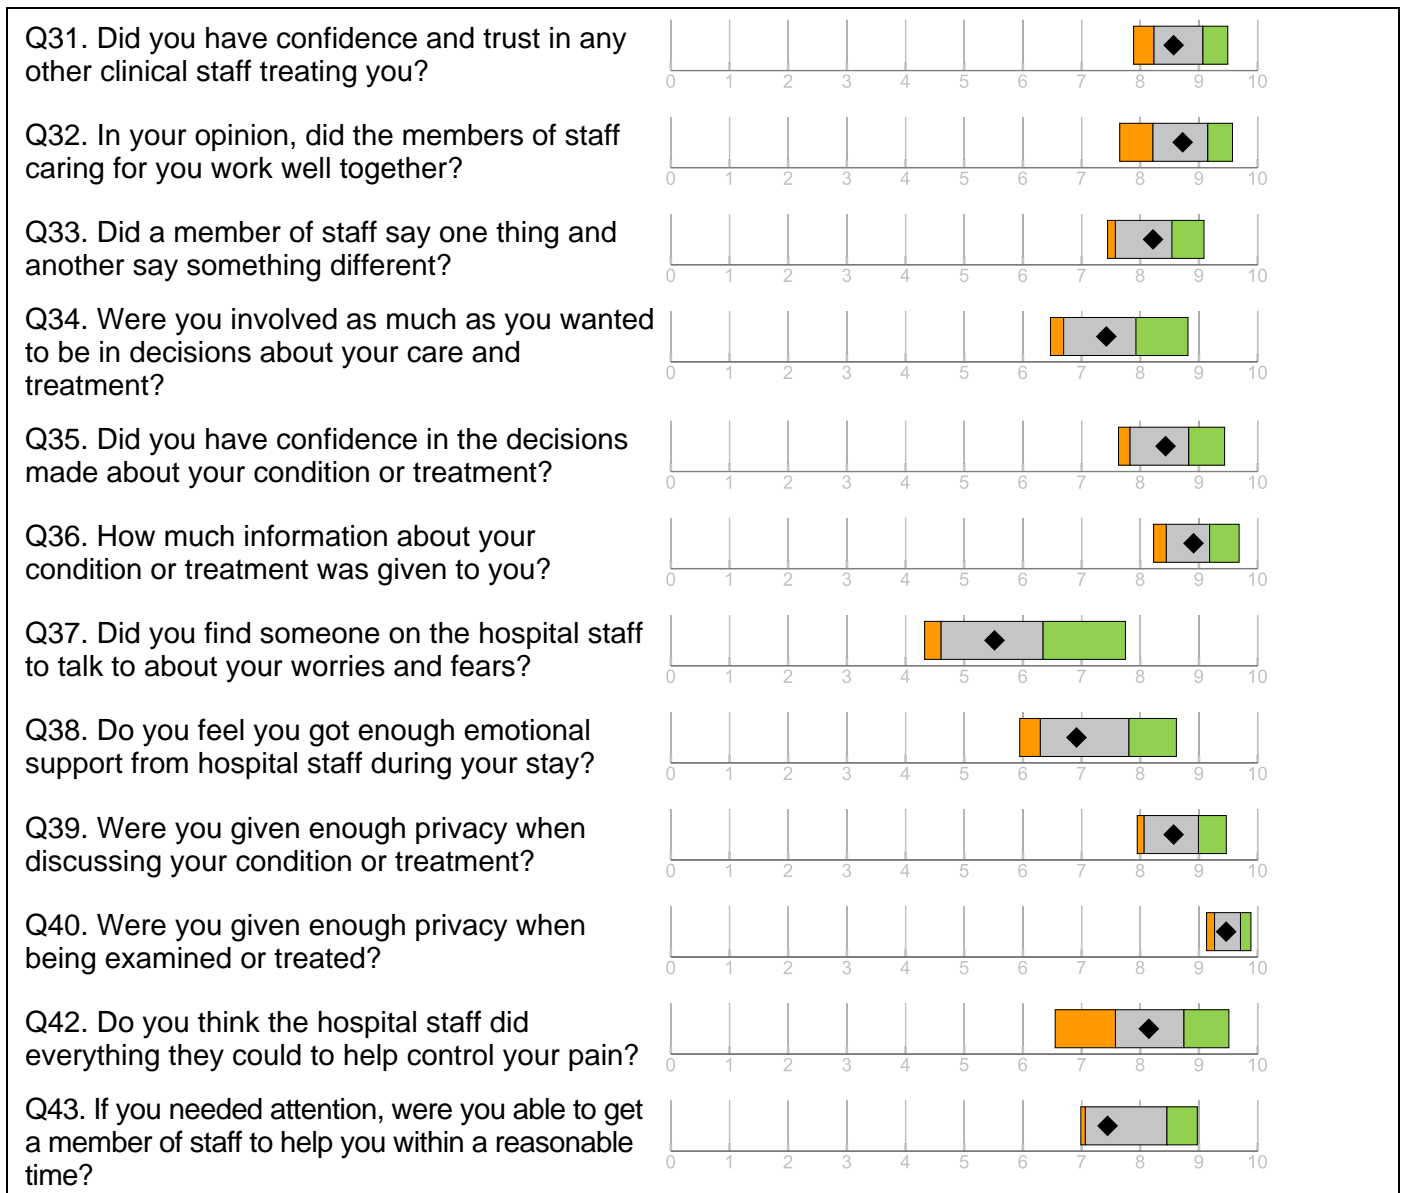 Q31. Did you have confidence and trust in any
other clinical staff treating you?
0 1 2 3 4 5 6 7 8 9 10
Q32. In your opinion, did the members of staff
caring for you work well together?
0 1 2 3 4 5 6 7 8 9 10
Q33. Did a member of staff say one thing and
another say something different?
0 1 2 3 4 5 6 7 8 9 10
Q34. Were you involved as much as you wanted
to be in decisions about your care and
treatment?
0 1 2 3 4 5 6 7 8 9 10
Q35. Did you have confidence in the decisions
made about your condition or treatment?
0 1 2 3 4 5 6 7 8 9 10
Q36. How much information about your
condition or treatment was given to you?
0 1 2 3 4 5 6 7 8 9 10
Q37. Did you find someone on the hospital staff
to talk to about your worries and fears?
0 1 2 3 4 5 6 7 8 9 10
Q38. Do you feel you got enough emotional
support from hospital staff during your stay?
0 1 2 3 4 5 6 7 8 9 10
Q39. Were you given enough privacy when
discussing your condition or treatment?
0 1 2 3 4 5 6 7 8 9 10
Q40. Were you given enough privacy when
being examined or treated?
0 1 2 3 4 5 6 7 8 9 10
Q42. Do you think the hospital staff did
everything they could to help control your pain?
0 1 2 3 4 5 6 7 8 9 10
Q43. If you needed attention, were you able to get
a member of staff to help you within a reasonable
time?
0 1 2 3 4 5 6 7 8 9 10